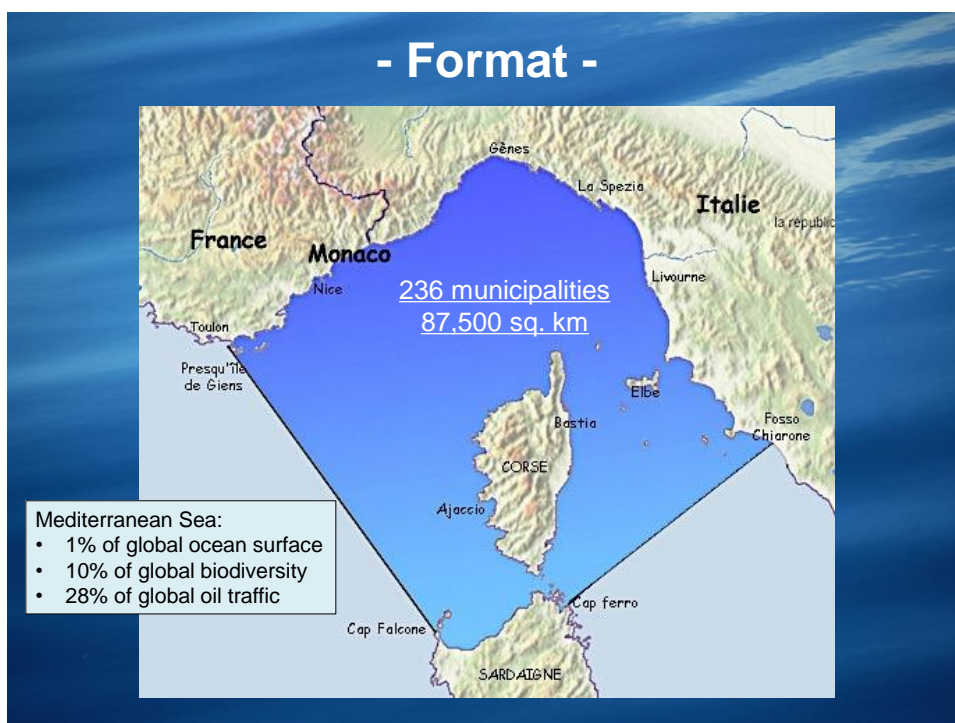 - Format -
Gênes
La Spezia
Italie
la républic
France
Monaco
Nice
Livourne
236 municipalities
87,500 sq. km
Toulon
Presqu'île
de Giens
Elbe
Bastia
Fosso
Chiarone
CORSE
Ajaccio
Mediterranean Sea:
• 1% of global ocean surface
• 10% of global biodiversity
• 28% of global oil traffic
Cap ferro
Cap Falcone
SARDAIGNE